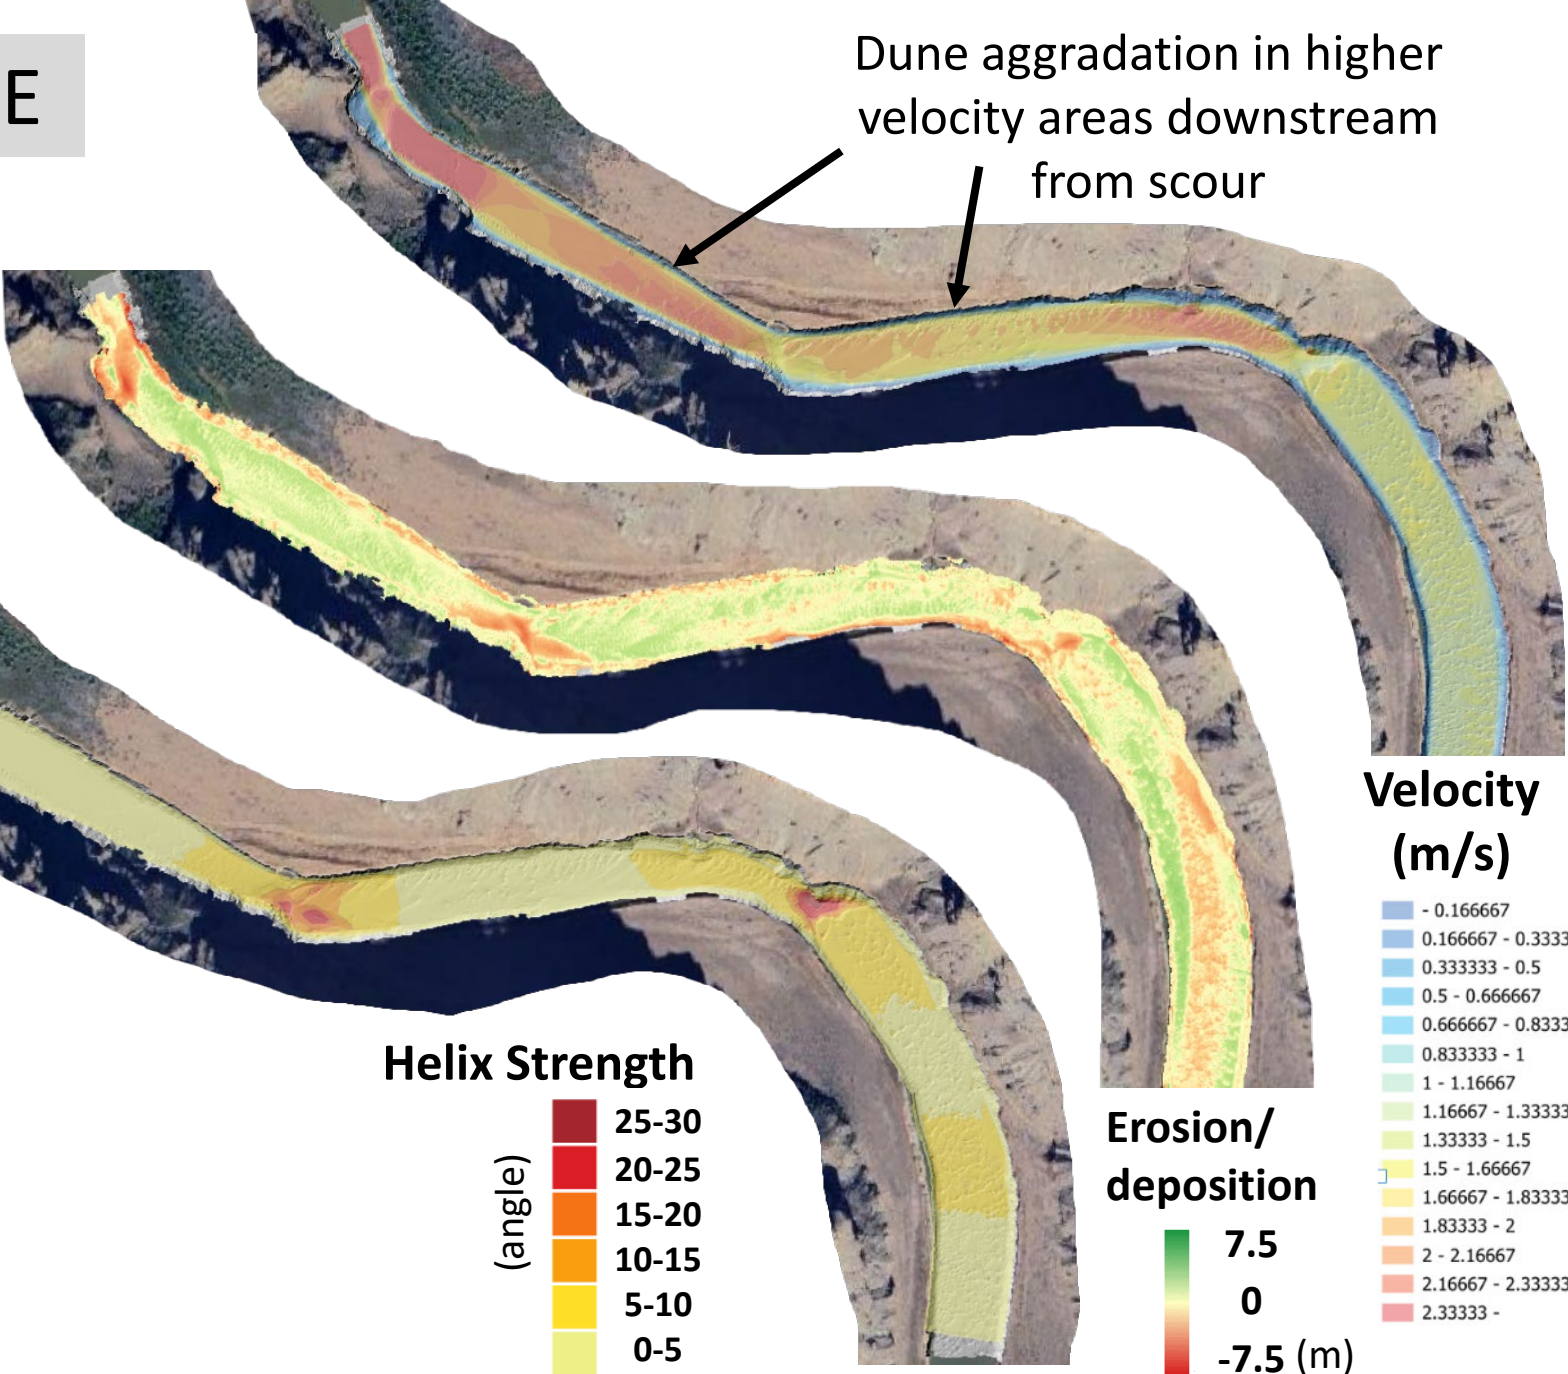 E
Dune aggradation in higher
velocity areas downstream
from scour
Velocity
(m/s)
- 0.166667
0.166667 - 0.3333
0.333333 - 0.5
0.5 - 0.666667
0.666667 - 0.8333
0.833333 - 1
1 - 1.16667
1.16667 - 1.33333
1.33333 - 1.5
1.5 - 1.66667
1.66667 - 1.83333
1.83333 - 2
2 - 2.16667
2.16667 - 2.33333
2.33333 -
Helix Strength
(angle)
25-30
20-25
15-20
10-15
5-10
0-5
Erosion/
deposition
7.5
0
-7.5 (m)